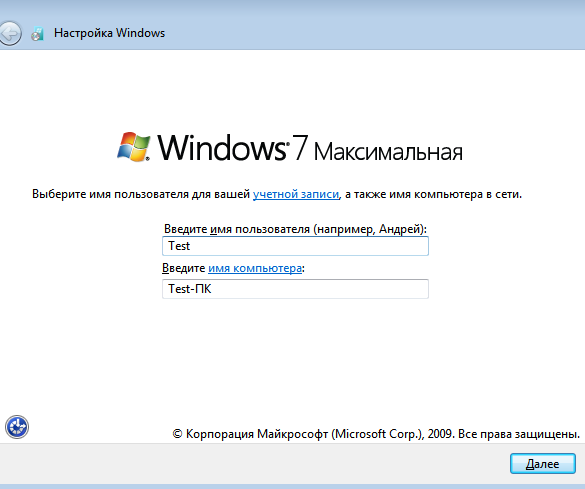 Настройка Windows
Windows 7 Максимальная
Выберите имя пользователя для вашей учетной записи, а также имя компьютера в сети.
Введите имя пользователя (например, Андрей):
Test
Введите имя компьютера:
Test-ПК
© Корпорация Майкрософт (Microsoft Corp.), 2009. Все права защищены.
Далее